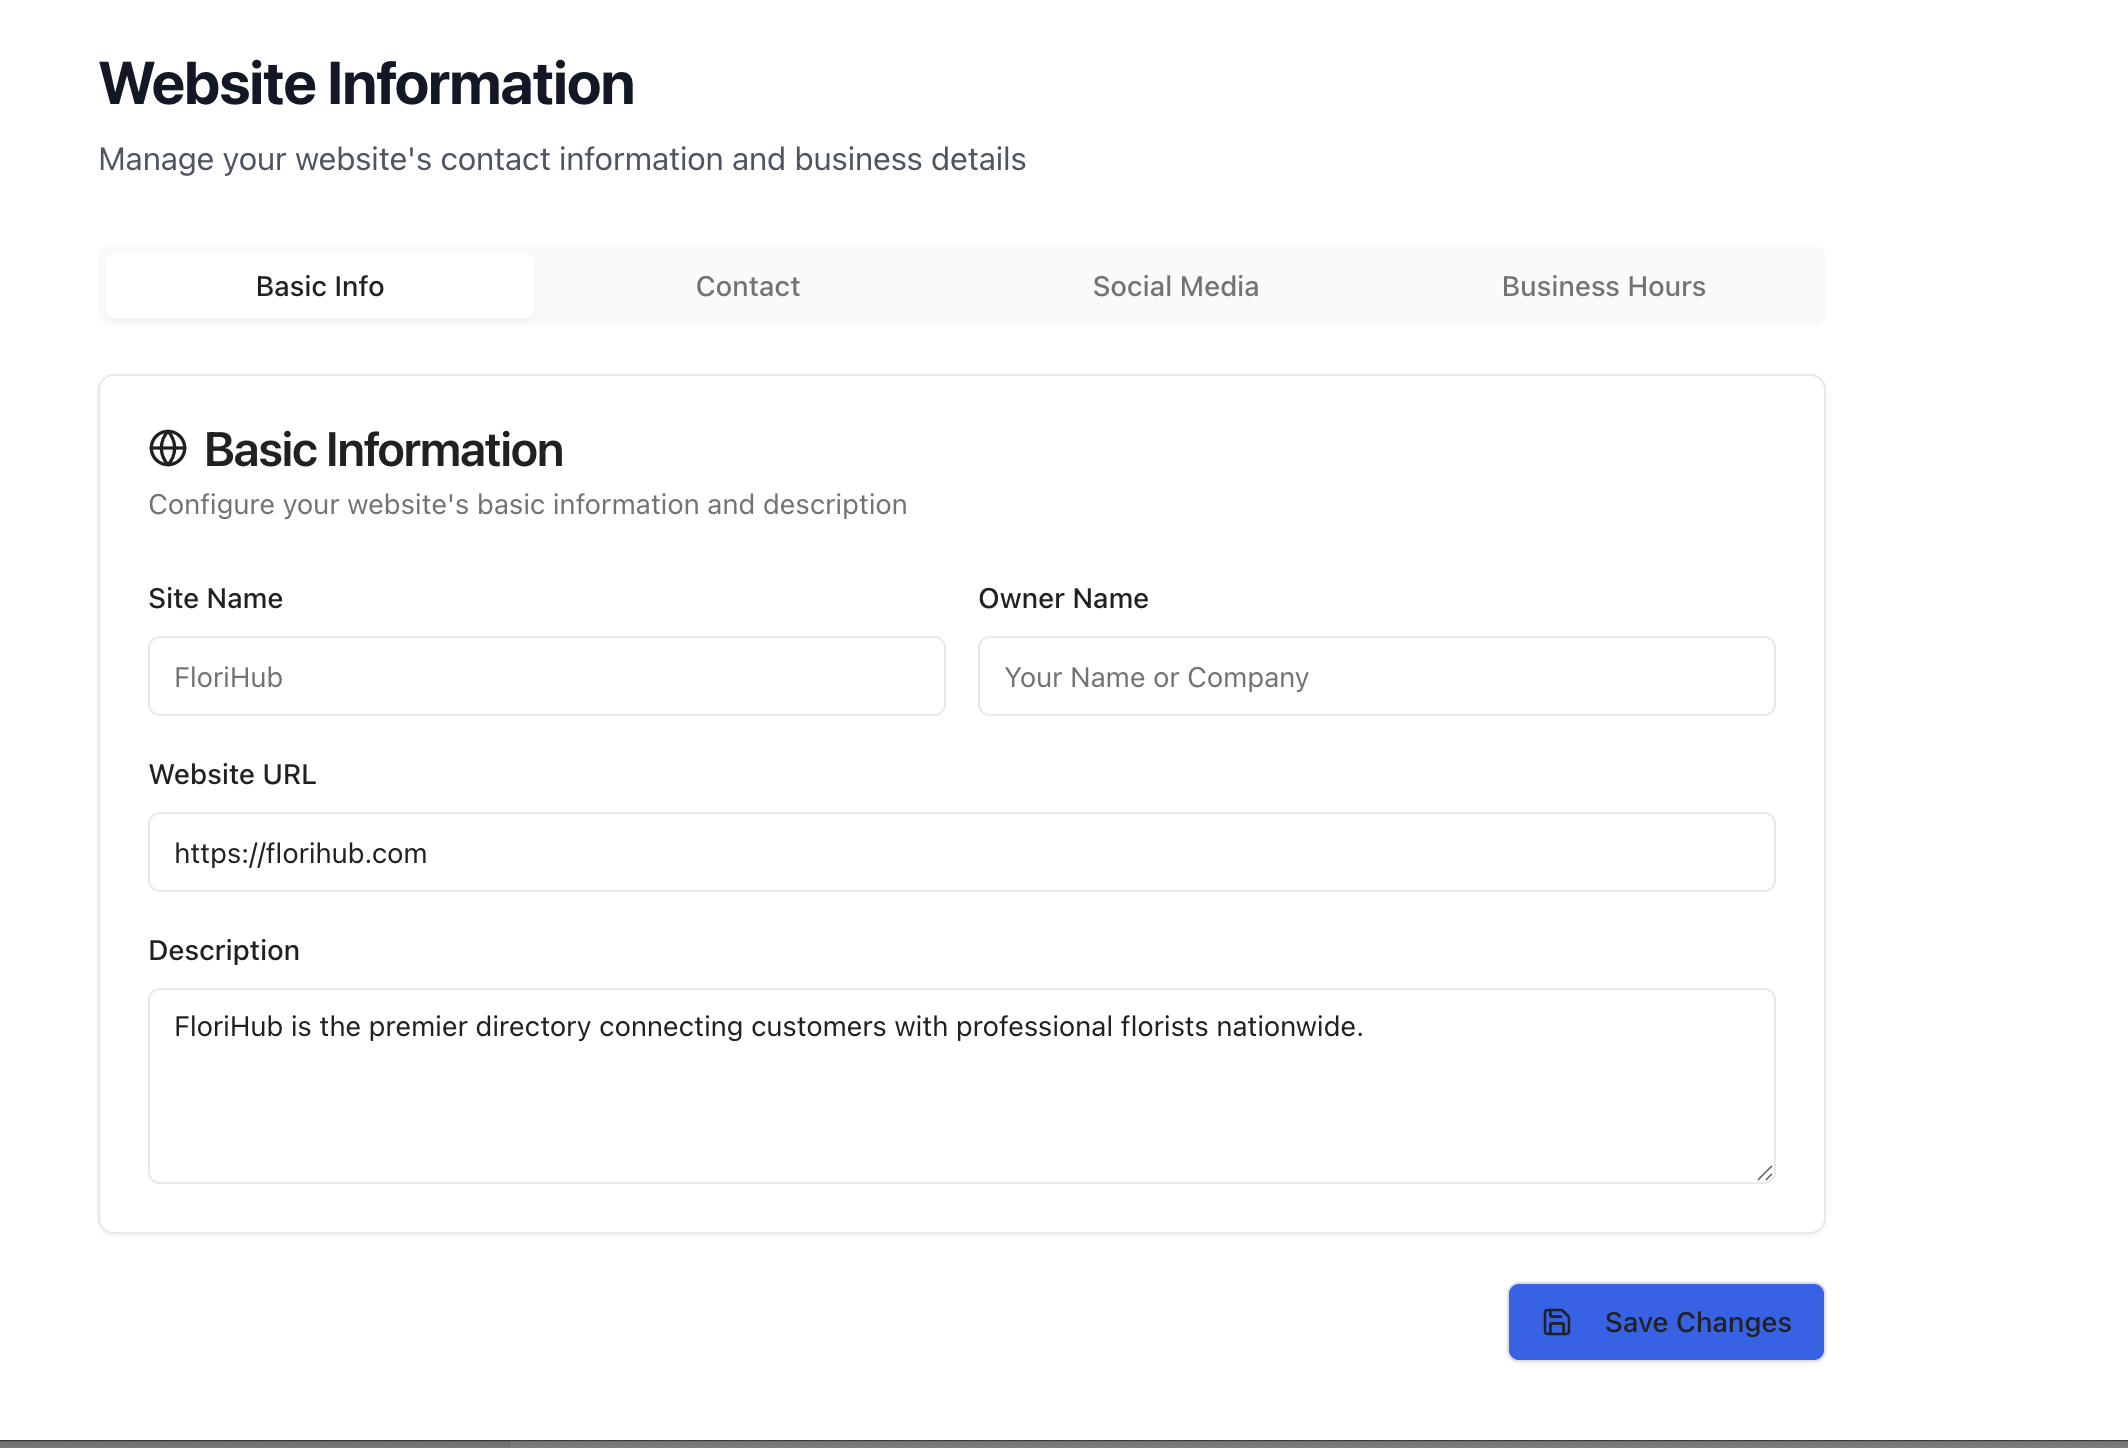 Website Information
Manage your website's contact information and business details
Basic Info
Contact
Social Media
Business Hours
Basic Information
Configure your website's basic information and description
Site Name
Owner Name
FloriHub
Your Name or Company
Website URL
https://florihub.com
Description
FloriHub is the premier directory connecting customers with professional florists nationwide.
Save Changes